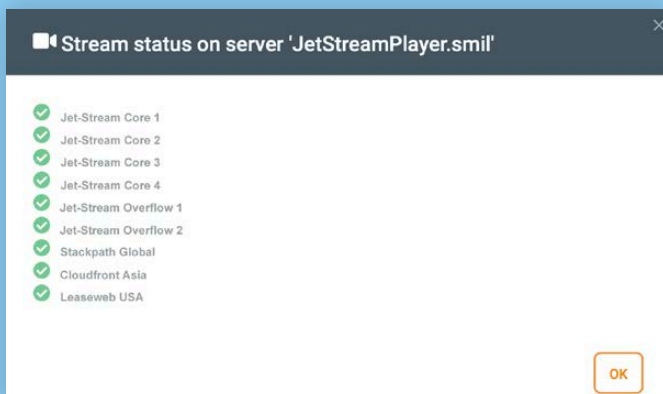 Stream status on server 'JetStreamPlayer.smil'
Jet-Stream Core 1
Jet-Stream Core 2
Jet-Stream Core 3
Jet-Stream Core 4
Jet-Stream Overflow 1
Jet-Stream Overflow 2
Stackpath Global
Cloudfront Asia
Leaseweb USA
OK